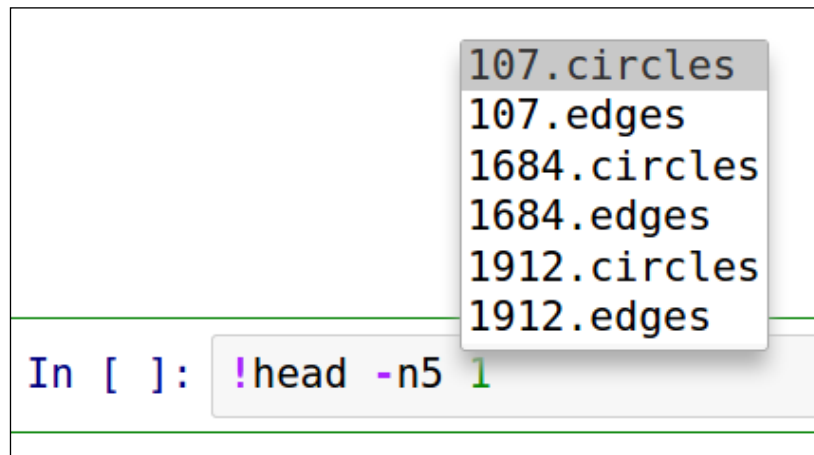 107.circles
107.edges
1684.circles
1684.edges
1912.circles
1912.edges
In [ ]: !head -n5 1